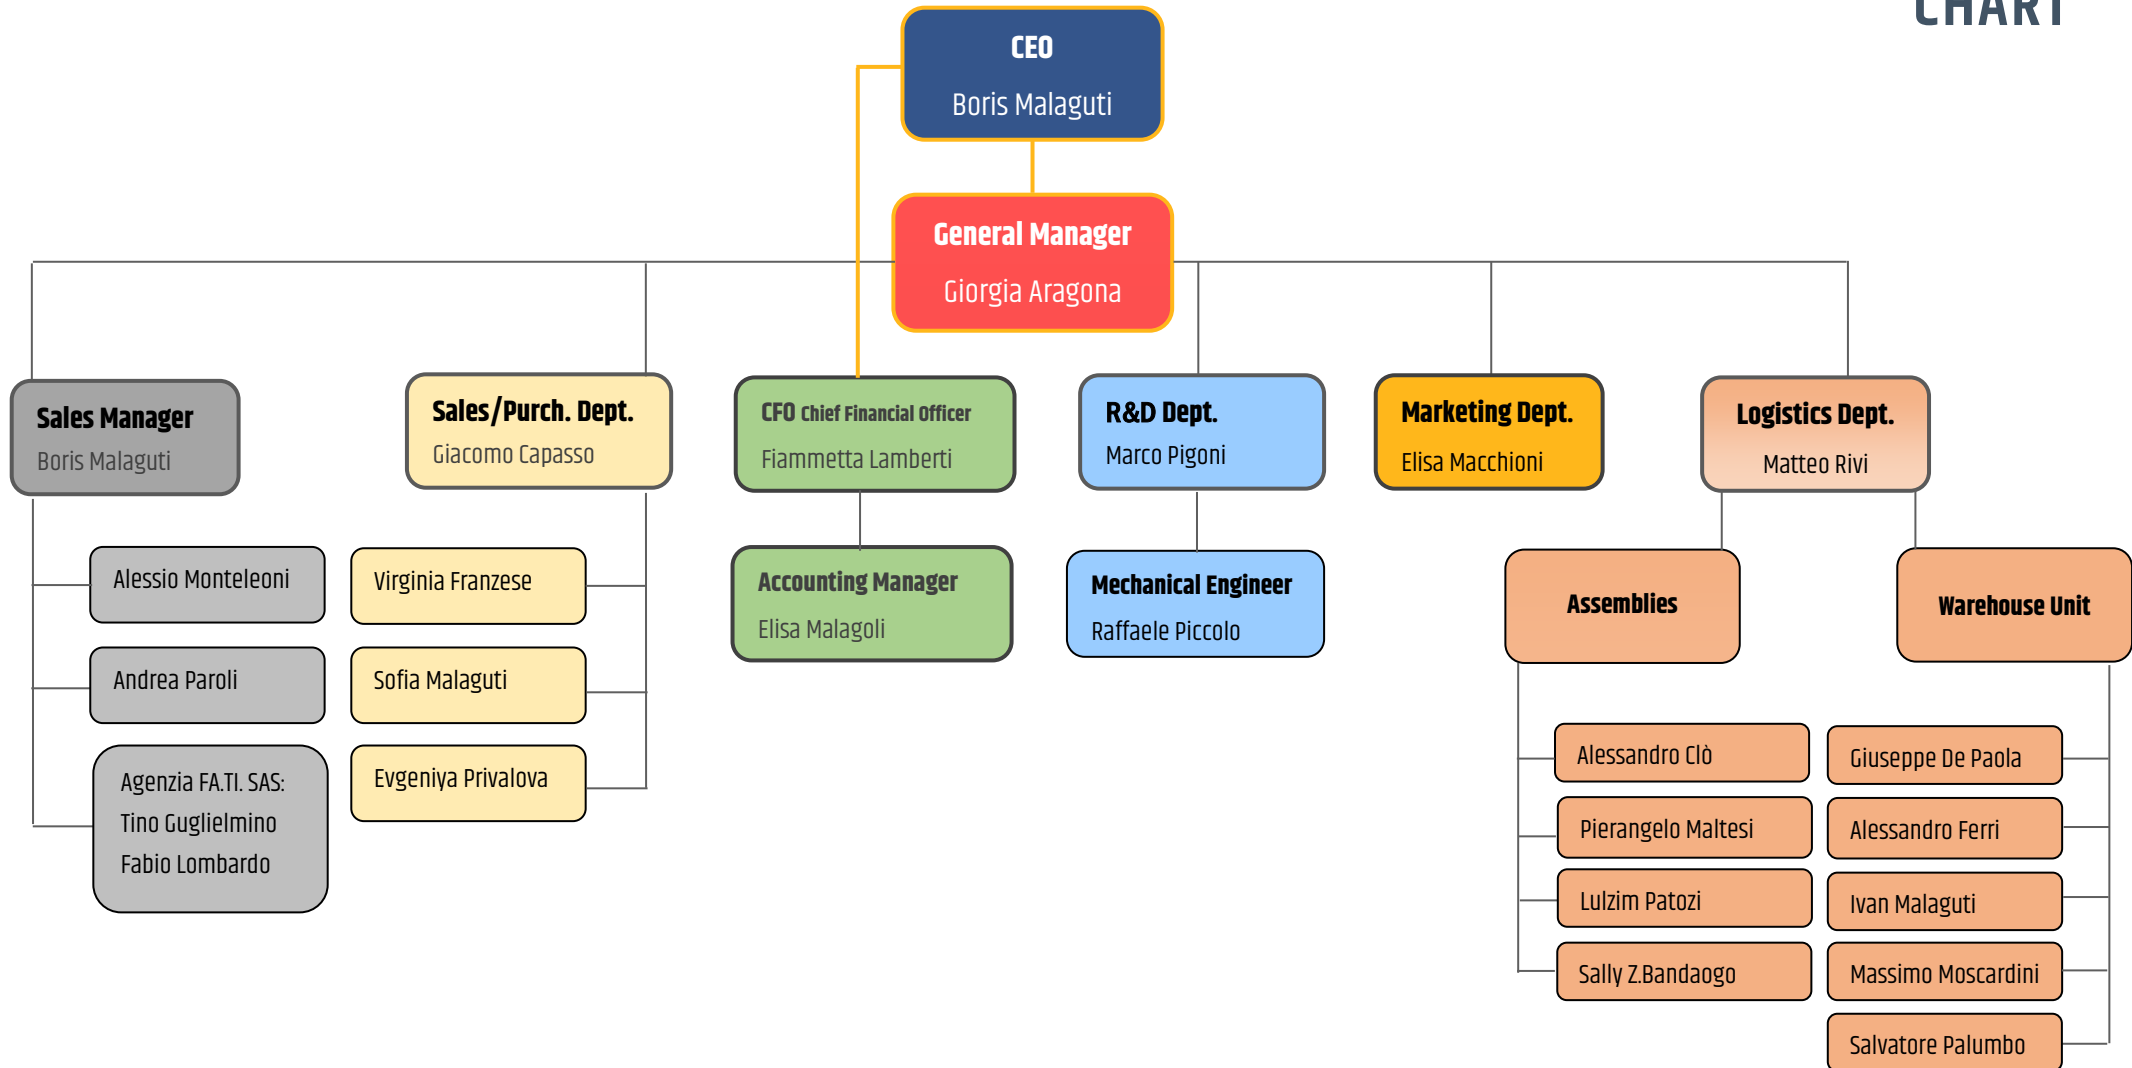 CHART
CEO
Boris Malaguti
General Manager
Giorgia Aragona
Sales Manager
Boris Malaguti
Sales/Purch. Dept.
Giacomo Capasso
CFO Chief Financial Officer
Fiammetta Lamberti
R&D Dept.
Marco Pigoni
Marketing Dept.
Elisa Macchioni
Logistics Dept.
Matteo Rivi
Alessio Monteleoni
Andrea Paroli
Agenzia FA.TI. SAS:
Tino Guglielmino
Fabio Lombardo
Virginia Franzese
Sofia Malaguti
Evgeniya Privalova
Accounting Manager
Elisa Malagoli
Mechanical Engineer
Raffaele Piccolo
Assemblies
Alessandro Clò
Pierangelo Maltesi
Lulzim Patozi
Sally Z.Bandaogo
Warehouse Unit
Giuseppe De Paola
Alessandro Ferri
Ivan Malaguti
Massimo Moscardini
Salvatore Palumbo